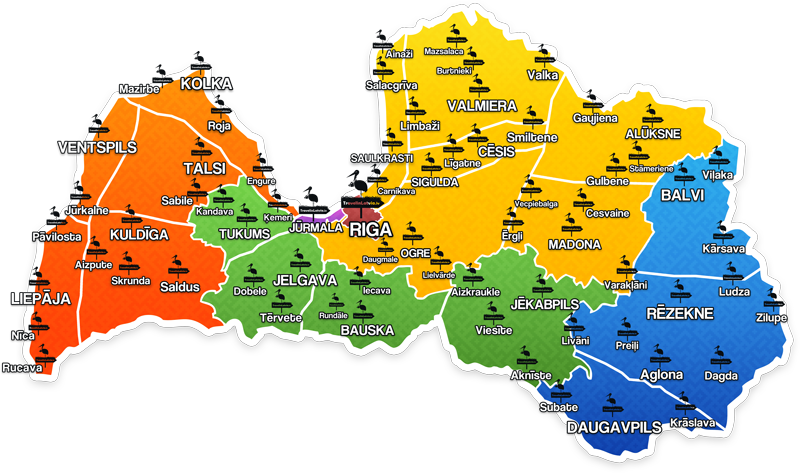 Ainaži
Mazsalaca
Burtnieki
Valka
Mazirbe
KOLKA
Salacgrīva
VALMIERA
Gaujiena
Roja
Limbaži
ALŪKSNE
Smiltene
VENTSPILS
SAULKRASTI
CĒSIS
Līgatne
TALSI
Stāmeriene
Engure
SIGULDA
Gulbene
Viļaka
Carnikava
BALVI
Sabile
Jūrkalne
Kandava
Ķemeri
TravelinLatvia.lv
Vecpiebalga
Cesvaine
Pāvilosta
KULDĪGA
TUKUMS
JŪRMALA
RIGA
Ērgļi
MADONA
Kārsava
OGRE
Daugmale
Aizpute
Skrunda
Saldus
JELGAVA
Lielvārde
Varakļāni
Dobele
Iecava
Aizkraukle
Ludza
LIEPĀJA
JĒKABPILS
RĒZEKNE
Tērvete
Rundāle
Zilupe
BAUSKA
Viesīte
Nīca
Līvāni
Preiļi
Rucava
Aknīste
Aglona
Dagda
Subate
DAUGAVPILS
Krāslava